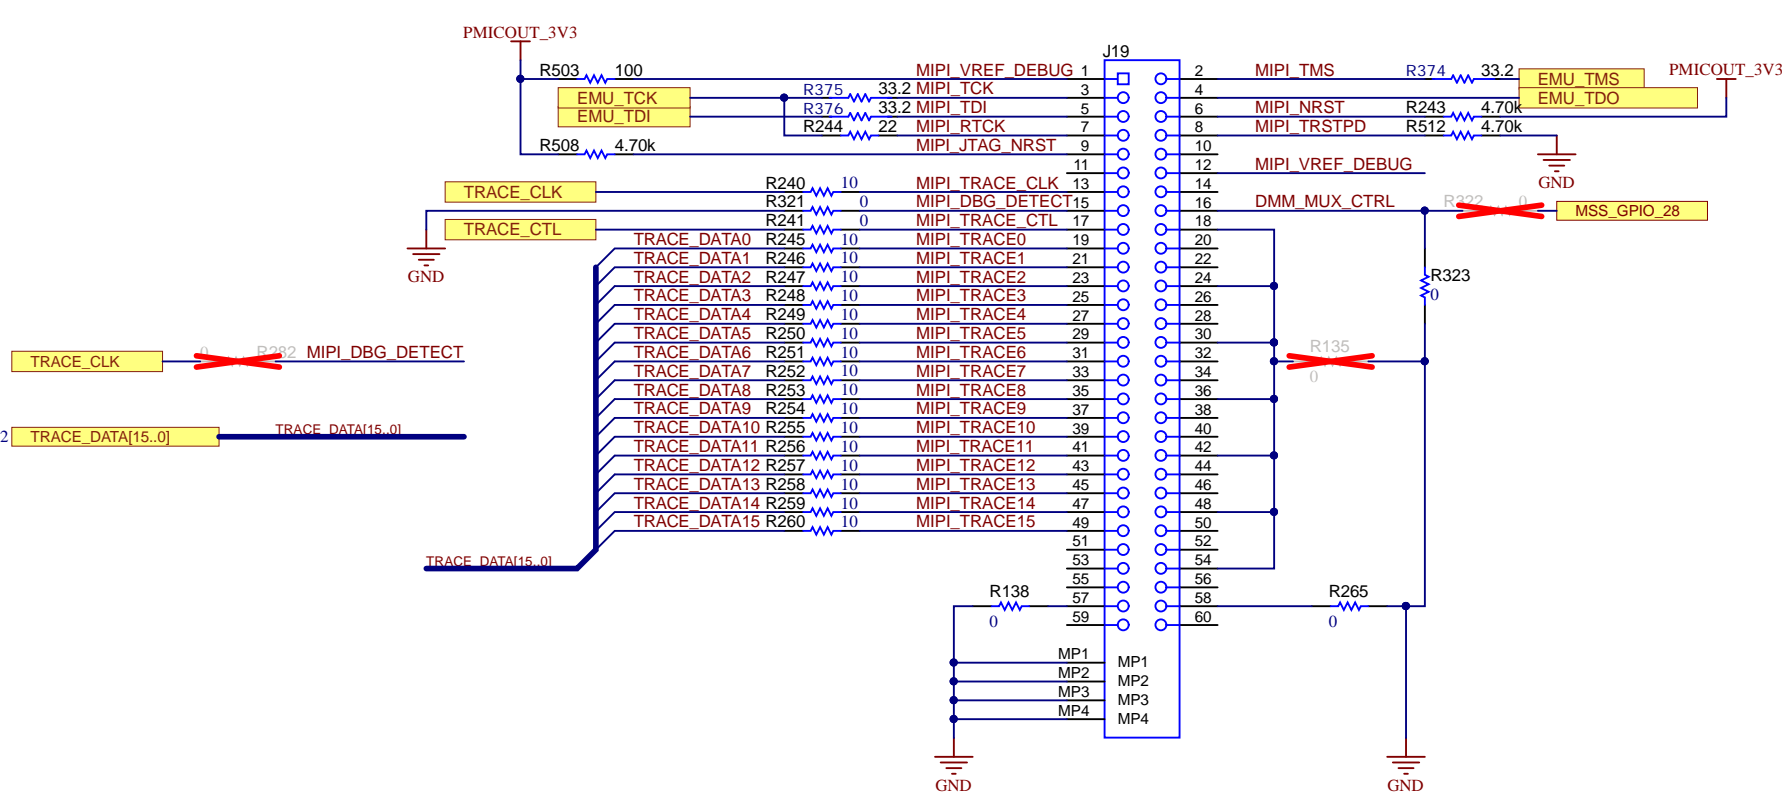 PMICOUT_3V3
J19
R503 100 MIPI_VREF_DEBUG 1
2 MIPI_TMS R374 33.2 EMU_TMS PMICOUT_3V3
EMU_TCK R375 33.2 MIPI_TCK 3
4 EMU_TDO
EMU_TDI R376 33.2 MIPI_TDI 5
6 MIPI_NRST R243 4.70k
R244 22 MIPI_RTCK 7
8 MIPI_TRSTPD R512 4.70k
R508 4.70k MIPI_JTAG_NRST 9
10
11
12 MIPI_VREF_DEBUG
GND
TRACE_CLK R240 10 MIPI_TRACE_CLK 13
14
R321 0 MIPI_DBG_DETECT 15
16 DMM_MUX_CTRL R322 0 MSS_GPIO_28
TRACE_CTL R241 0 MIPI_TRACE_CTL 17
18
TRACE_DATA0 R245 10 MIPI_TRACE0 19
20
TRACE_DATA1 R246 10 MIPI_TRACE1 21
22
GND
TRACE_DATA2 R247 10 MIPI_TRACE2 23
24
R323
0
TRACE_DATA3 R248 10 MIPI_TRACE3 25
26
TRACE_DATA4 R249 10 MIPI_TRACE4 27
28
TRACE_DATA5 R250 10 MIPI_TRACE5 29
30
R135
0
TRACE_CLK 0 R282 MIPI_DBG_DETECT
TRACE_DATA6 R251 10 MIPI_TRACE6 31
32
TRACE_DATA7 R252 10 MIPI_TRACE7 33
34
TRACE_DATA8 R253 10 MIPI_TRACE8 35
36
TRACE_DATA9 R254 10 MIPI_TRACE9 37
38
2 TRACE_DATA[15..0] TRACE_DATA[15..0]
TRACE_DATA10 R255 10 MIPI_TRACE10 39
40
TRACE_DATA11 R256 10 MIPI_TRACE11 41
42
TRACE_DATA12 R257 10 MIPI_TRACE12 43
44
TRACE_DATA13 R258 10 MIPI_TRACE13 45
46
TRACE_DATA14 R259 10 MIPI_TRACE14 47
48
TRACE_DATA15 R260 10 MIPI_TRACE15 49
50
51
52
TRACE_DATA[15..0]
53
54
55
56
R138
0
57
58
R265
0
59
60
MP1 MP1
MP2 MP2
MP3 MP3
MP4 MP4
GND
GND